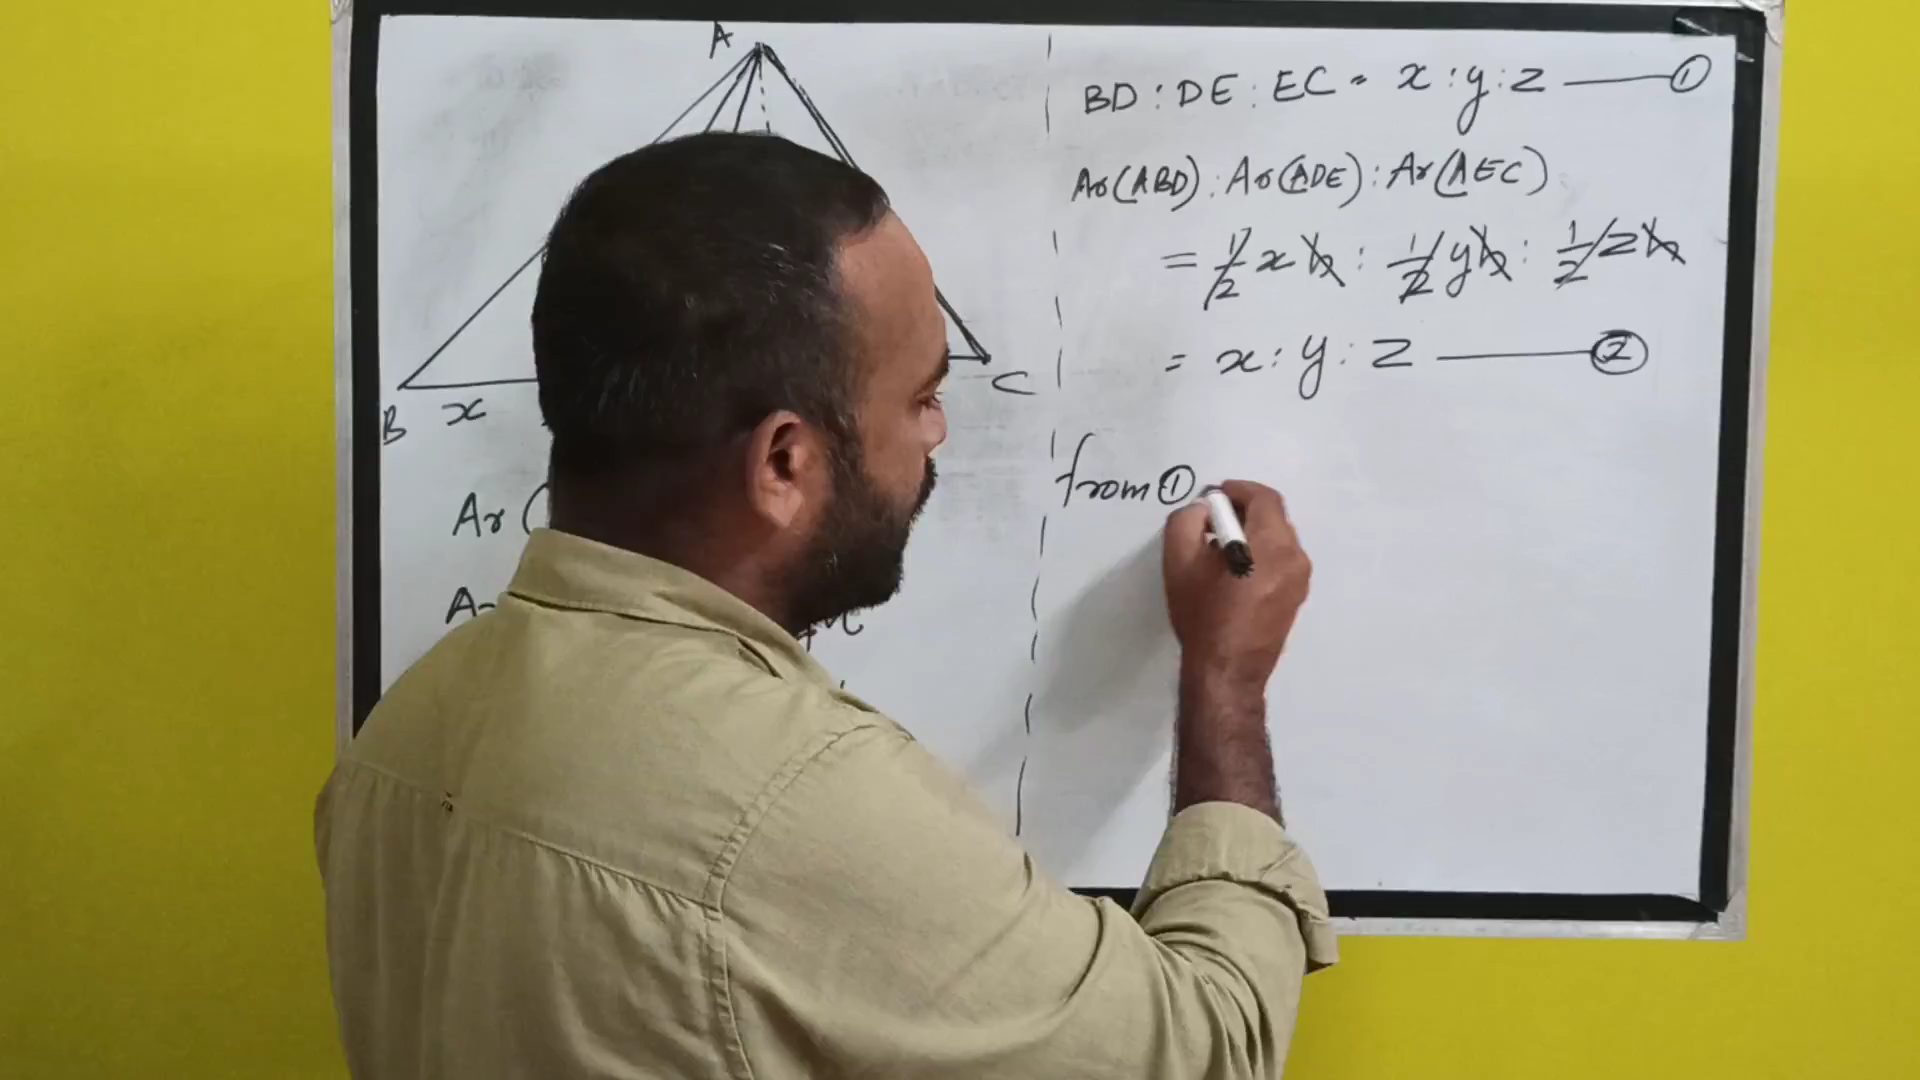 A
B
x
C
Ar (
A
BD : DE : EC = x : y : z —— ①
Ar(ABD) : Ar(ADE) : Ar(AEC)
= 1/2 x h : 1/2 y h : 1/2 z h
= x : y : z —— ②
from ①